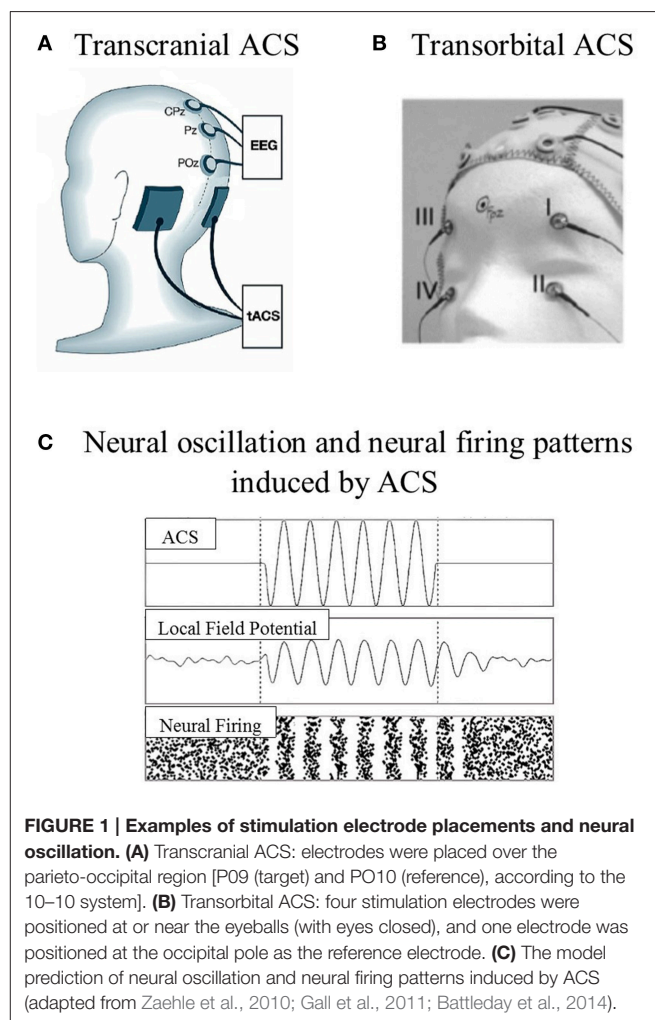 A Transcranial ACS
B Transorbital ACS
CPz
Pz
POz
EEG
tACS
Fpz
III
I
IV
II
C Neural oscillation and neural firing patterns
induced by ACS
ACS
Local Field Potential
Neural Firing
FIGURE 1 | Examples of stimulation electrode placements and neural
oscillation. (A) Transcranial ACS: electrodes were placed over the
parieto-occipital region [P09 (target) and PO10 (reference), according to the
10–10 system]. (B) Transorbital ACS: four stimulation electrodes were
positioned at or near the eyeballs (with eyes closed), and one electrode was
positioned at the occipital pole as the reference electrode. (C) The model
prediction of neural oscillation and neural firing patterns induced by ACS
(adapted from Zaehle et al., 2010; Gall et al., 2011; Battleday et al., 2014).